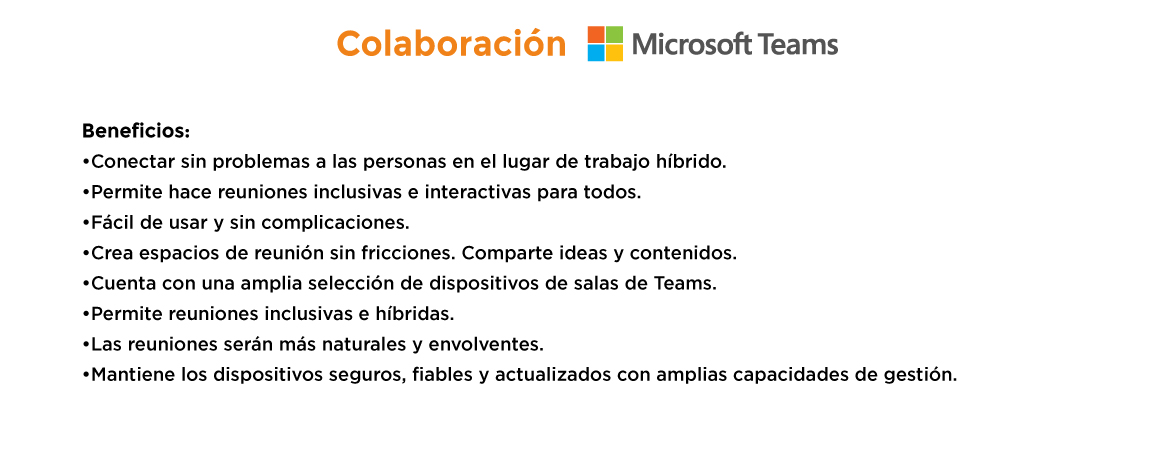 Colaboración Microsoft Teams
Beneficios:
•Conectar sin problemas a las personas en el lugar de trabajo híbrido.
•Permite hace reuniones inclusivas e interactivas para todos.
•Fácil de usar y sin complicaciones.
•Crea espacios de reunión sin fricciones. Comparte ideas y contenidos.
•Cuenta con una amplia selección de dispositivos de salas de Teams.
•Permite reuniones inclusivas e híbridas.
•Las reuniones serán más naturales y envolventes.
•Mantiene los dispositivos seguros, fiables y actualizados con amplias capacidades de gestión.